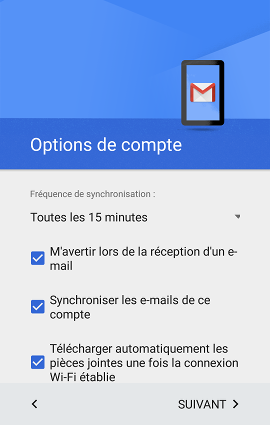 Options de compte
Fréquence de synchronisation :
Toutes les 15 minutes
M'avertir lors de la réception d'un e-
mail
Synchroniser les e-mails de ce
compte
Télécharger automatiquement les
pièces jointes une fois la connexion
Wi-Fi établie
SUIVANT